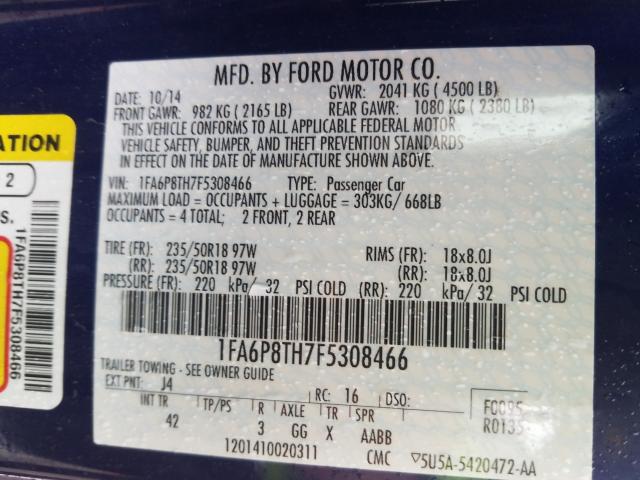 MFD. BY FORD MOTOR CO.
DATE: 10/14 GVWR: 2041 KG ( 4500 LB)
FRONT GAWR: 982 KG ( 2165 LB) REAR GAWR: 1080 KG ( 2380 LB)
THIS VEHICLE CONFORMS TO ALL APPLICABLE FEDERAL MOTOR
VEHICLE SAFETY, BUMPER, AND THEFT PREVENTION STANDARDS
IN EFFECT ON THE DATE OF MANUFACTURE SHOWN ABOVE.
VIN: 1FA6P8TH7F5308466 TYPE: Passenger Car
MAXIMUM LOAD = OCCUPANTS + LUGGAGE = 303KG/ 668LB
OCCUPANTS = 4 TOTAL; 2 FRONT, 2 REAR
TIRE (FR): 235/50R18 97W RIMS (FR): 18x8.0J
(RR): 235/50R18 97W (RR): 18x8.0J
PRESSURE (FR): 220 kPa/ 32 PSI COLD (RR): 220 kPa/ 32 PSI COLD
1FA6P8TH7F5308466
TRAILER TOWING - SEE OWNER GUIDE
EXT PNT: J4 RC: 16 DSO:
INT TR TP/PS R AXLE TR SPR F0095
42 3 GG X AABB R0135
1201410020311 CMC ▽5U5A-5420472-AA
ATION
2
S.
1FA6P8TH7F5308466